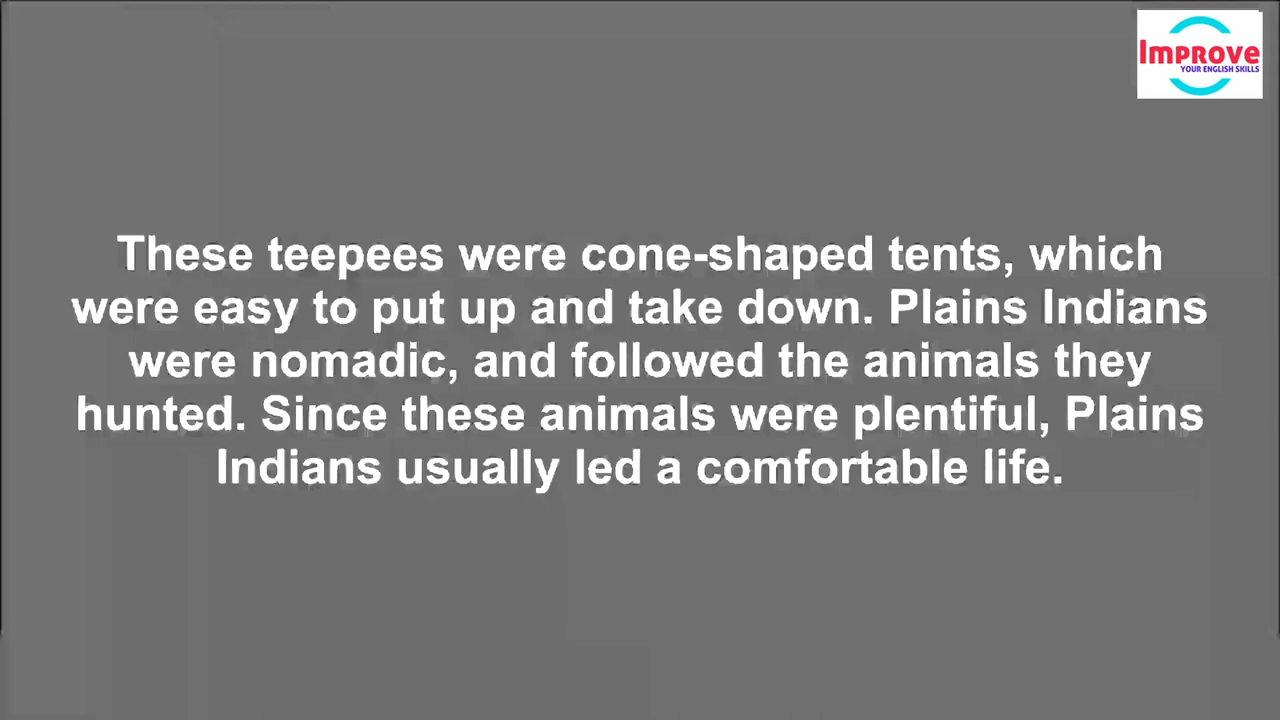 Improve
YOUR ENGLISH SKILLS
These teepees were cone-shaped tents, which
were easy to put up and take down. Plains Indians
were nomadic, and followed the animals they
hunted. Since these animals were plentiful, Plains
Indians usually led a comfortable life.